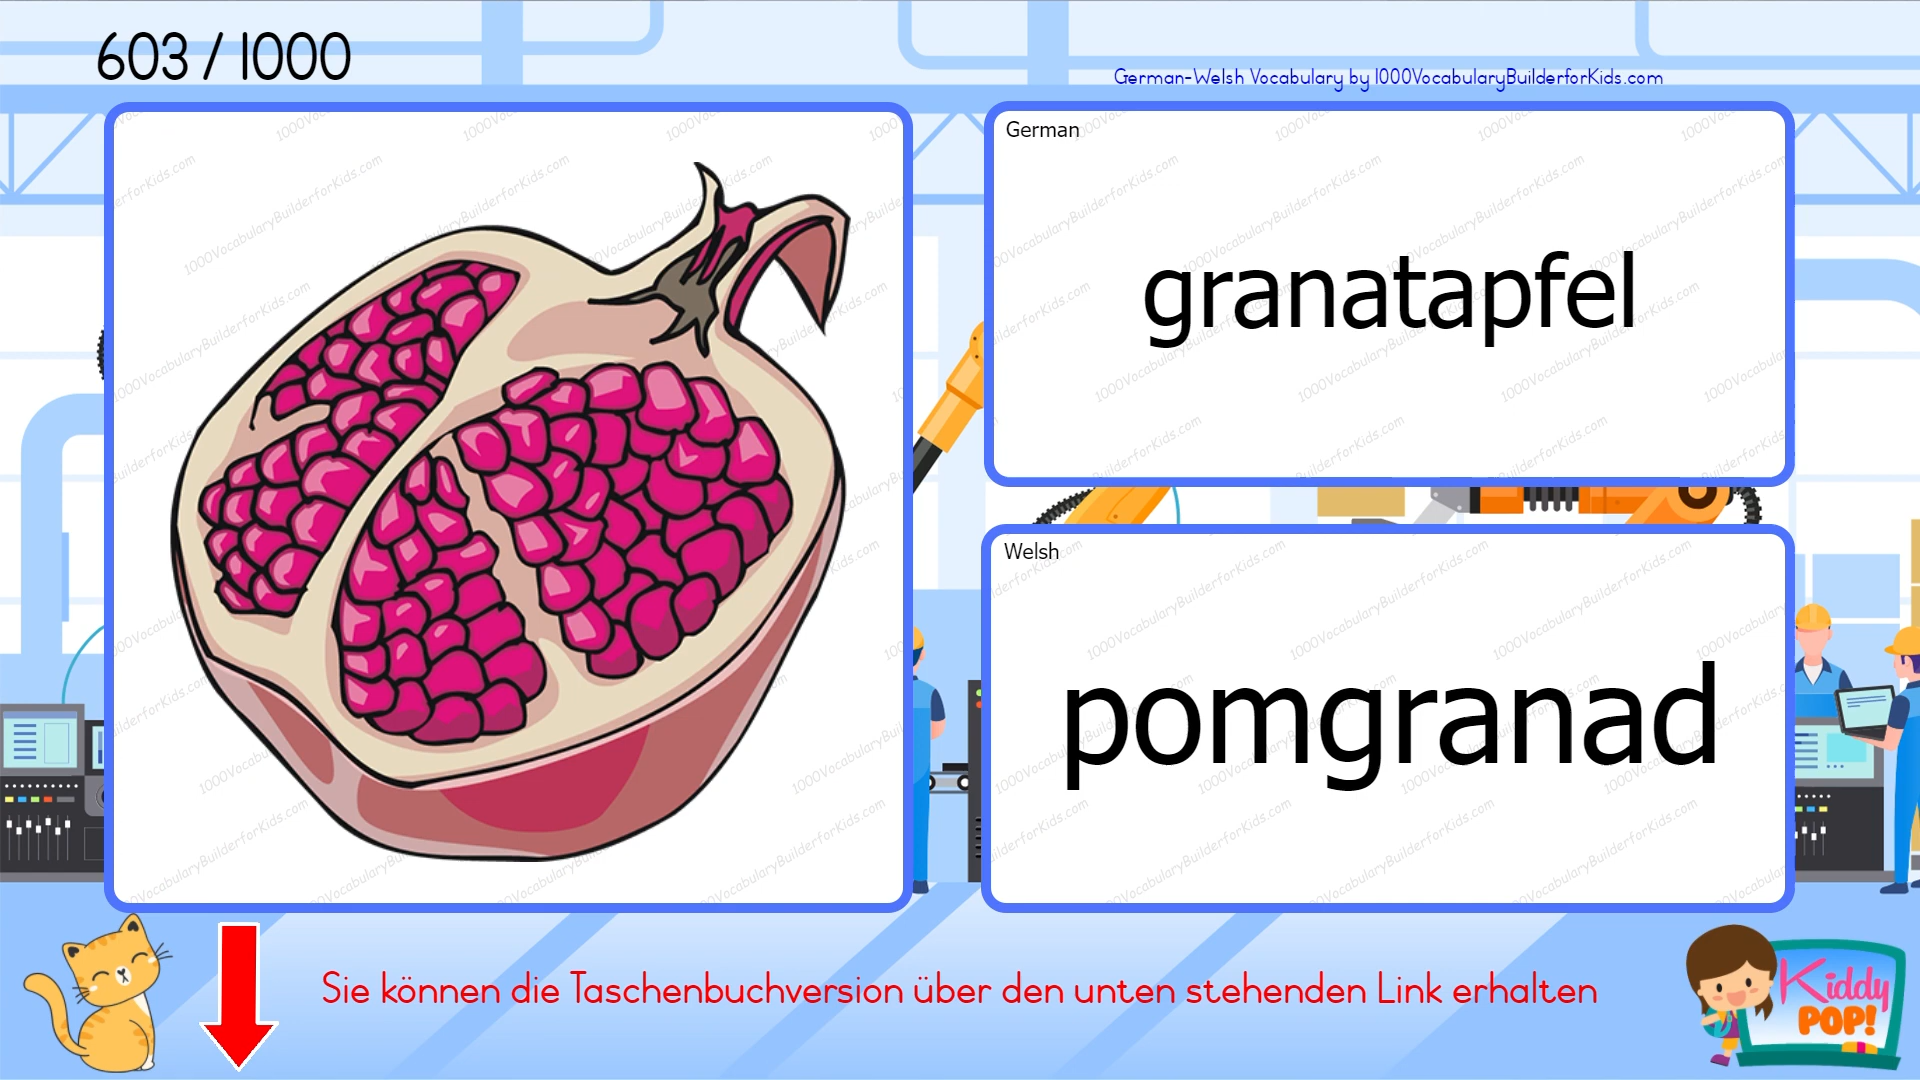 603 / 1000
German-Welsh Vocabulary by 1000VocabularyBuilderforKids.com
German
granatapfel
Welsh
pomgranad
Sie können die Taschenbuchversion über den unten stehenden Link erhalten
Kiddy
POP!